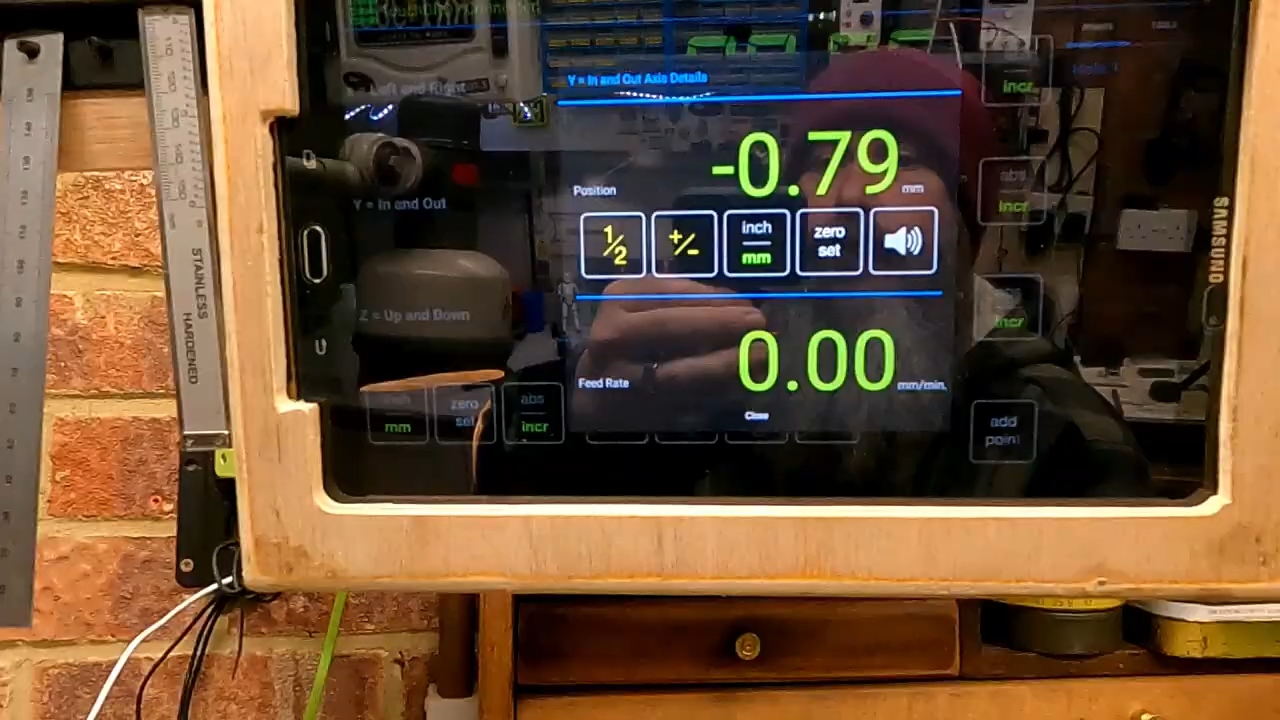 Y = In and Out Axis Details
Left and Right
incr
-0.79
Position
mm
abs
incr
Y = In and Out
1/2
+/-
inch
mm
zero
set
SAMSUNG
STAINLESS
HARDENED
Z = Up and Down
incr
0.00
Feed Rate
mm/min.
Close
inch
mm
zero
set
abs
incr
add
point